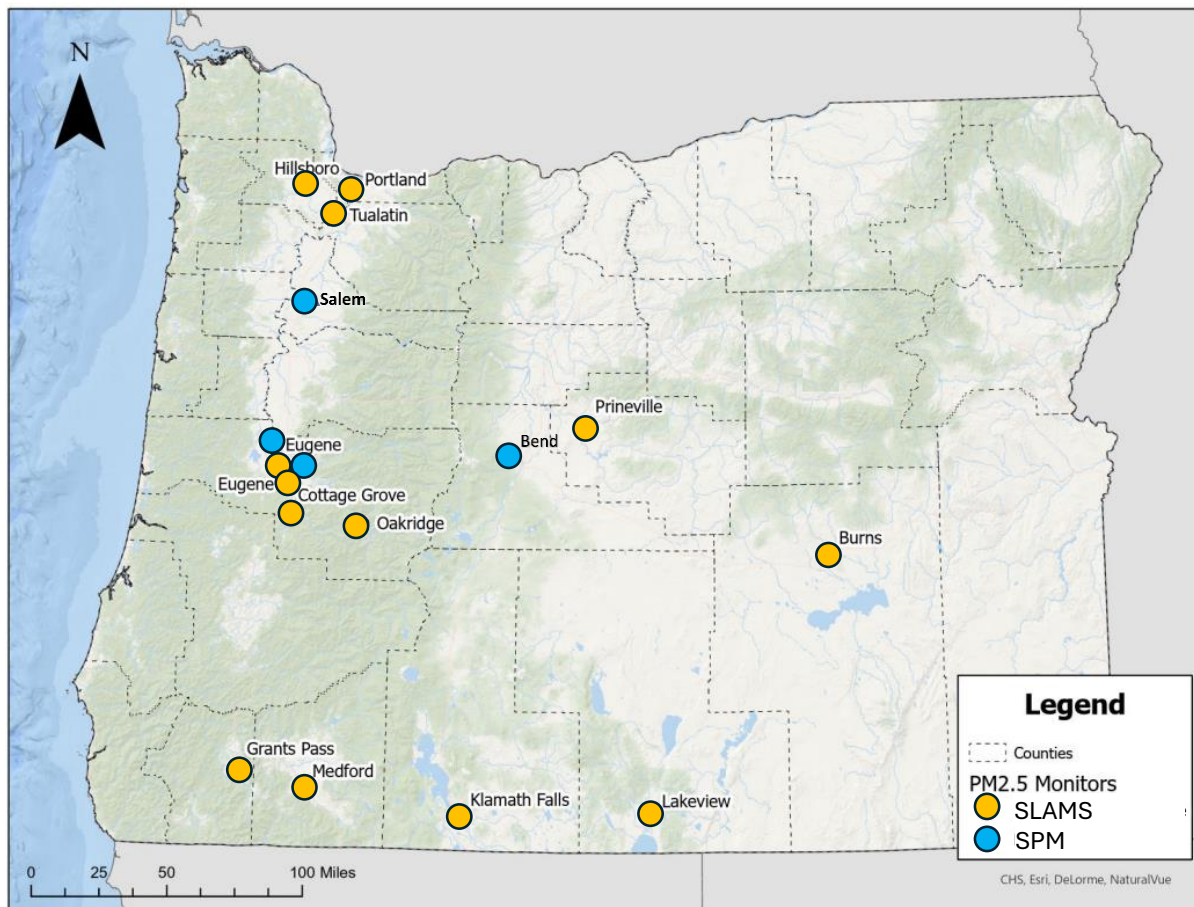 N
Hillsboro
Portland
Tualatin
Salem
Prineville
Bend
Eugene
Eugene
Cottage Grove
Oakridge
Burns
Grants Pass
Medford
Klamath Falls
Lakeview
Legend
Counties
PM2.5 Monitors
SLAMS
SPM
0 25 50 100 Miles
CHS, Esri, DeLorme, NaturalVue